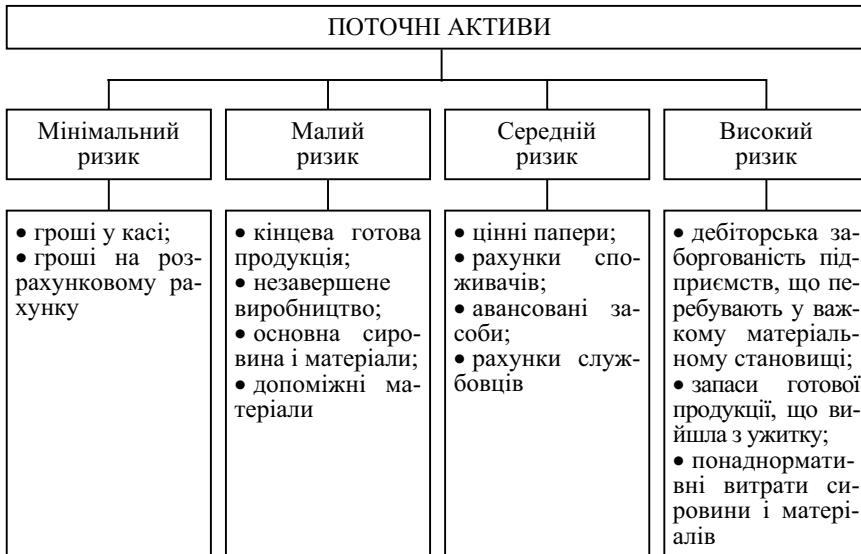 ПОТОЧНІ АКТИВИ
Мінімальний
ризик
Малий
ризик
Середній
ризик
Високий
ризик
• гроші у касі;
• гроші на роз-
рахунковому ра-
хунку
• кінцева готова
продукція;
• незавершене
виробництво;
• основна сиро-
вина і матеріали;
• допоміжні ма-
теріали
• цінні папери;
• рахунки спо-
живачів;
• авансовані за-
соби;
• рахунки служ-
бовців
• дебіторська за-
боргованість під-
приємств, що пе-
ребувають у важ-
кому матеріаль-
ному становищі;
• запаси готової
продукції, що ви-
йшла з ужитку;
• понаднормати-
вні витрати си-
ровини і матері-
алів